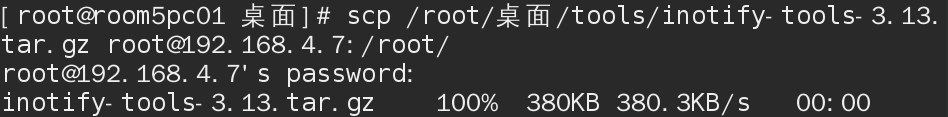 [root@room5pc01 桌面]# scp /root/桌面/tools/inotify-tools-3.13.
tar.gz root@192.168.4.7:/root/
root@192.168.4.7's password:
inotify-tools-3.13.tar.gz 100% 380KB 380.3KB/s 00:00